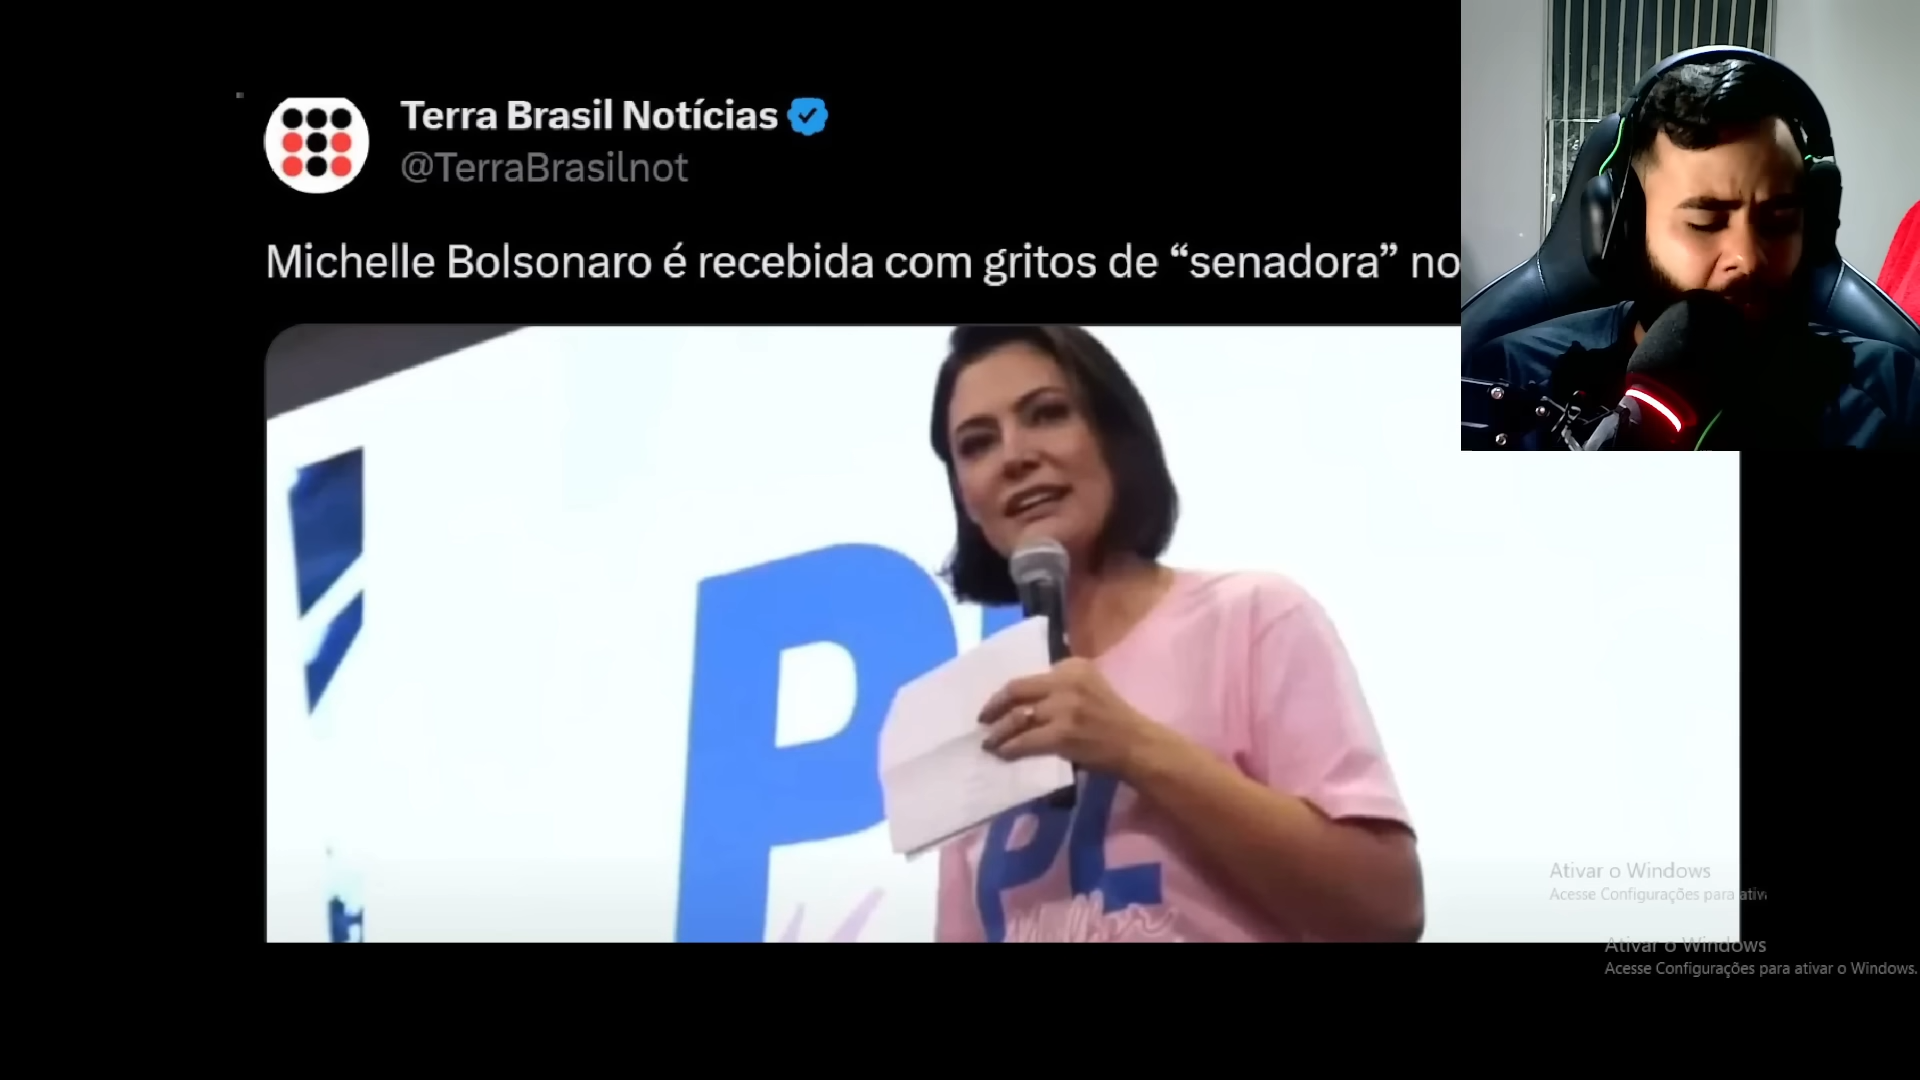 Terra Brasil Notícias
@TerraBrasilnot
Michelle Bolsonaro é recebida com gritos de “senadora” no
P
PL
Mulher
Ativar o Windows
Acesse Configurações para ativ
Ativar o Windows
Acesse Configurações para ativar o Windows.